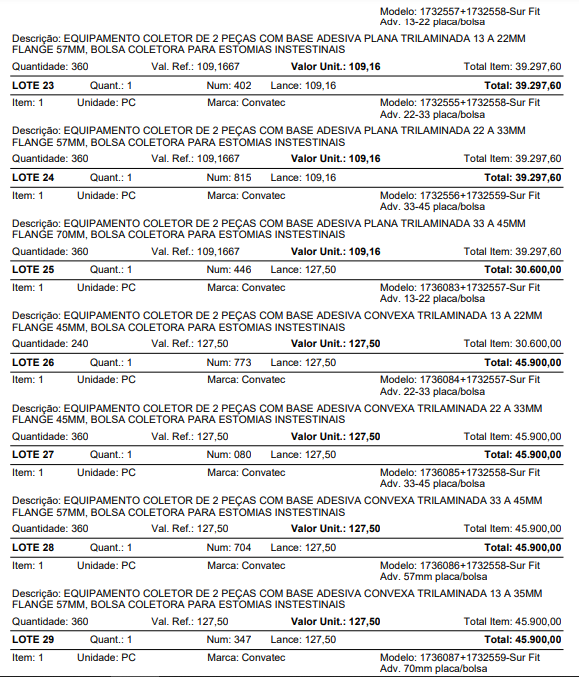 Modelo: 1732557+1732558-Sur Fit
Adv. 13-22 placa/bolsa
Descrição: EQUIPAMENTO COLETOR DE 2 PEÇAS COM BASE ADESIVA PLANA TRILAMINADA 13 A 22MM
FLANGE 57MM, BOLSA COLETORA PARA ESTOMIAS INSTESTINAIS
Quantidade: 360 Val. Ref.: 109,1667 Valor Unit.: 109,16 Total Item: 39.297,60
LOTE 23 Quant.: 1 Num: 402 Lance: 109,16 Total: 39.297,60
Item: 1 Unidade: PC Marca: Convatec Modelo: 1732555+1732558-Sur Fit
Adv. 22-33 placa/bolsa
Descrição: EQUIPAMENTO COLETOR DE 2 PEÇAS COM BASE ADESIVA PLANA TRILAMINADA 22 A 33MM
FLANGE 57MM, BOLSA COLETORA PARA ESTOMIAS INSTESTINAIS
Quantidade: 360 Val. Ref.: 109,1667 Valor Unit.: 109,16 Total Item: 39.297,60
LOTE 24 Quant.: 1 Num: 815 Lance: 109,16 Total: 39.297,60
Item: 1 Unidade: PC Marca: Convatec Modelo: 1732556+1732559-Sur Fit
Adv. 33-45 placa/bolsa
Descrição: EQUIPAMENTO COLETOR DE 2 PEÇAS COM BASE ADESIVA PLANA TRILAMINADA 33 A 45MM
FLANGE 70MM, BOLSA COLETORA PARA ESTOMIAS INSTESTINAIS
Quantidade: 360 Val. Ref.: 109,1667 Valor Unit.: 109,16 Total Item: 39.297,60
LOTE 25 Quant.: 1 Num: 446 Lance: 127,50 Total: 30.600,00
Item: 1 Unidade: PC Marca: Convatec Modelo: 1736083+1732557-Sur Fit
Adv. 13-22 placa/bolsa
Descrição: EQUIPAMENTO COLETOR DE 2 PEÇAS COM BASE ADESIVA CONVEXA TRILAMINADA 13 A 22MM
FLANGE 45MM, BOLSA COLETORA PARA ESTOMIAS INSTESTINAIS
Quantidade: 240 Val. Ref.: 127,50 Valor Unit.: 127,50 Total Item: 30.600,00
LOTE 26 Quant.: 1 Num: 773 Lance: 127,50 Total: 45.900,00
Item: 1 Unidade: PC Marca: Convatec Modelo: 1736084+1732557-Sur Fit
Adv. 22-33 placa/bolsa
Descrição: EQUIPAMENTO COLETOR DE 2 PEÇAS COM BASE ADESIVA CONVEXA TRILAMINADA 22 A 33MM
FLANGE 45MM, BOLSA COLETORA PARA ESTOMIAS INSTESTINAIS
Quantidade: 360 Val. Ref.: 127,50 Valor Unit.: 127,50 Total Item: 45.900,00
LOTE 27 Quant.: 1 Num: 080 Lance: 127,50 Total: 45.900,00
Item: 1 Unidade: PC Marca: Convatec Modelo: 1736085+1732558-Sur Fit
Adv. 33-45 placa/bolsa
Descrição: EQUIPAMENTO COLETOR DE 2 PEÇAS COM BASE ADESIVA CONVEXA TRILAMINADA 33 A 45MM
FLANGE 57MM, BOLSA COLETORA PARA ESTOMIAS INSTESTINAIS
Quantidade: 360 Val. Ref.: 127,50 Valor Unit.: 127,50 Total Item: 45.900,00
LOTE 28 Quant.: 1 Num: 704 Lance: 127,50 Total: 45.900,00
Item: 1 Unidade: PC Marca: Convatec Modelo: 1736086+1732558-Sur Fit
Adv. 57mm placa/bolsa
Descrição: EQUIPAMENTO COLETOR DE 2 PEÇAS COM BASE ADESIVA CONVEXA TRILAMINADA 13 A 35MM
FLANGE 57MM, BOLSA COLETORA PARA ESTOMIAS INSTESTINAIS
Quantidade: 360 Val. Ref.: 127,50 Valor Unit.: 127,50 Total Item: 45.900,00
LOTE 29 Quant.: 1 Num: 347 Lance: 127,50 Total: 45.900,00
Item: 1 Unidade: PC Marca: Convatec Modelo: 1736087+1732559-Sur Fit
Adv. 70mm placa/bolsa